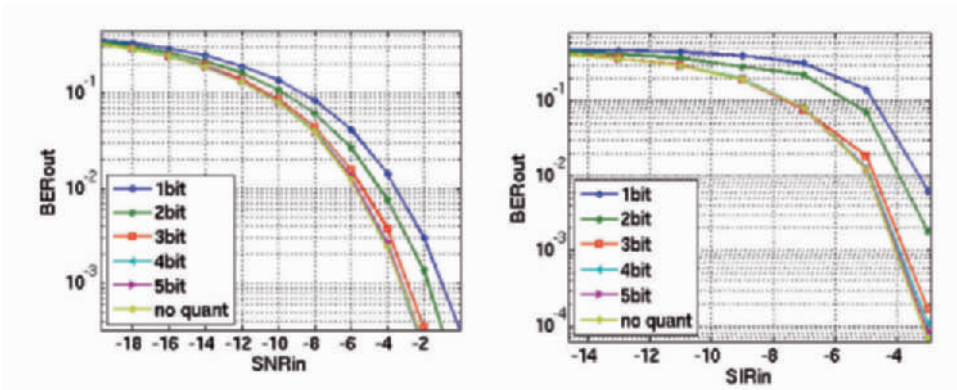 10^-1
10^-2
10^-3
BERout
1bit
2bit
3bit
4bit
5bit
no quant
-18 -16 -14 -12 -10 -8 -6 -4 -2
SNRin
10^-1
10^-2
10^-3
10^-4
BERout
1bit
2bit
3bit
4bit
5bit
no quant
-14 -12 -10 -8 -6 -4
SIRin